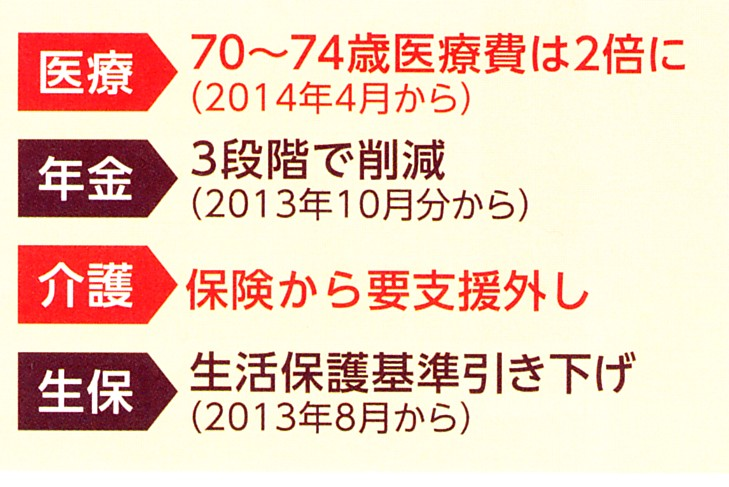 医療
70～74歳医療費は2倍に
（2014年4月から）
年金
3段階で削減
（2013年10月分から）
介護
保険から要支援外し
生保
生活保護基準引き下げ
（2013年8月から）